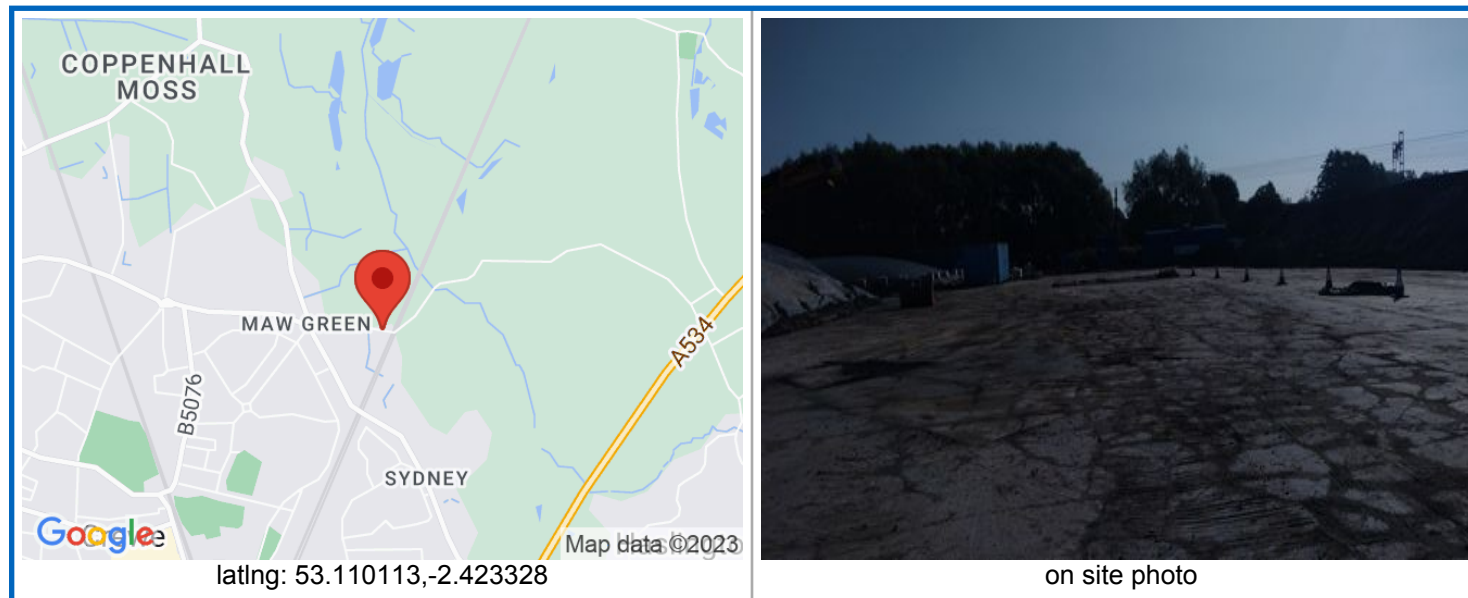 COPPENHALL
MOSS
MAW GREEN
A534
B5076
SYDNEY
Google
Map data ©2023
latlng: 53.110113,-2.423328
on site photo